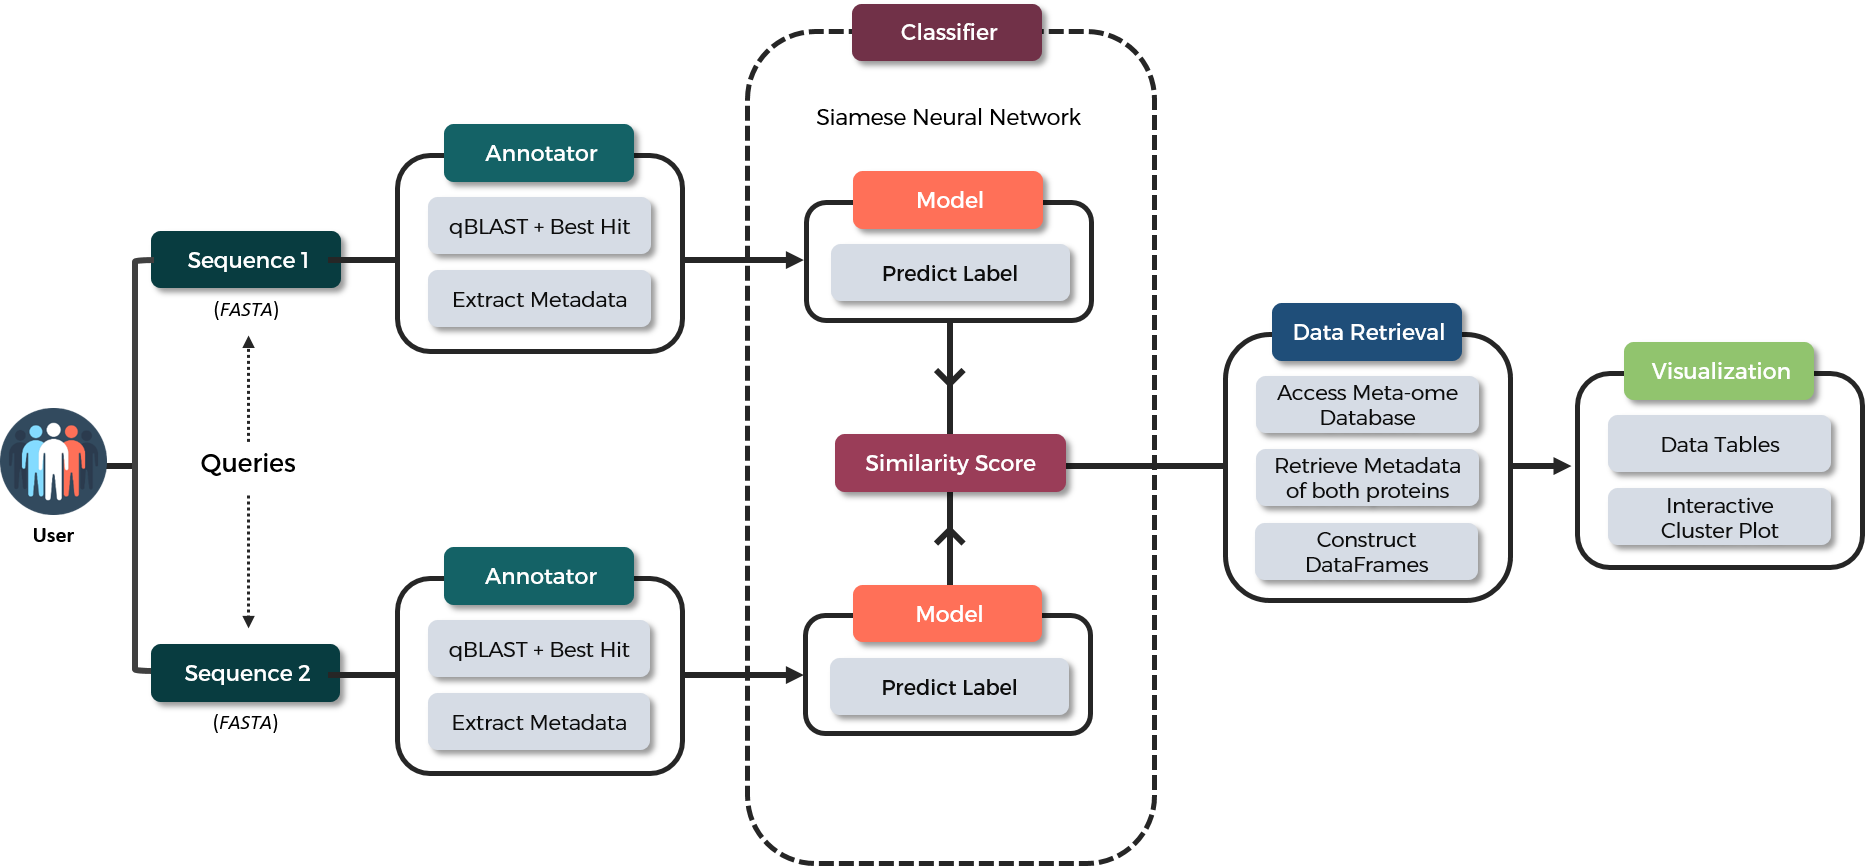 Classifier
Siamese Neural Network
Annotator
qBLAST + Best Hit
Extract Metadata
Sequence 1
(FASTA)
Model
Predict Label
Queries
User
Similarity Score
Annotator
qBLAST + Best Hit
Extract Metadata
Sequence 2
(FASTA)
Model
Predict Label
Data Retrieval
Access Meta-ome
Database
Retrieve Metadata
of both proteins
Construct
DataFrames
Visualization
Data Tables
Interactive
Cluster Plot